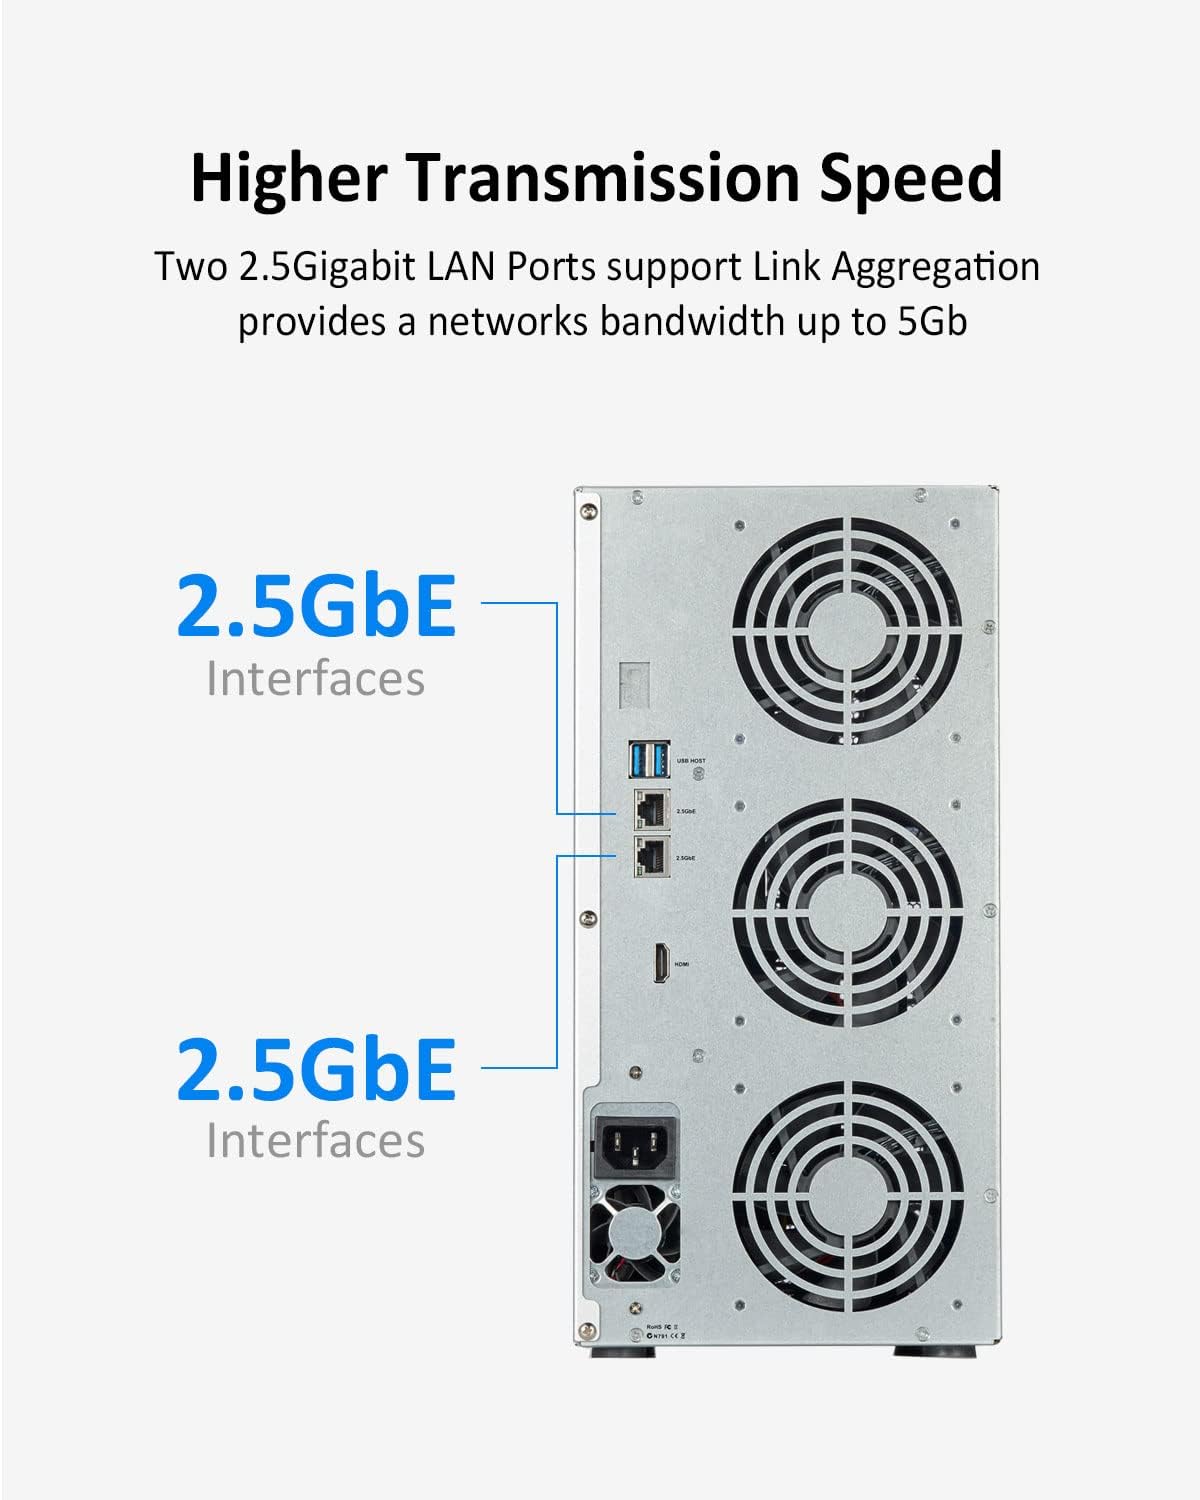 Higher Transmission Speed
Two 2.5Gigabit LAN Ports support Link Aggregation
provides a networks bandwidth up to 5Gb
2.5GbE
Interfaces
USB HOST
2.5GbE
2.5GbE
HDMI
2.5GbE
Interfaces
RoHS FC
N781 CE